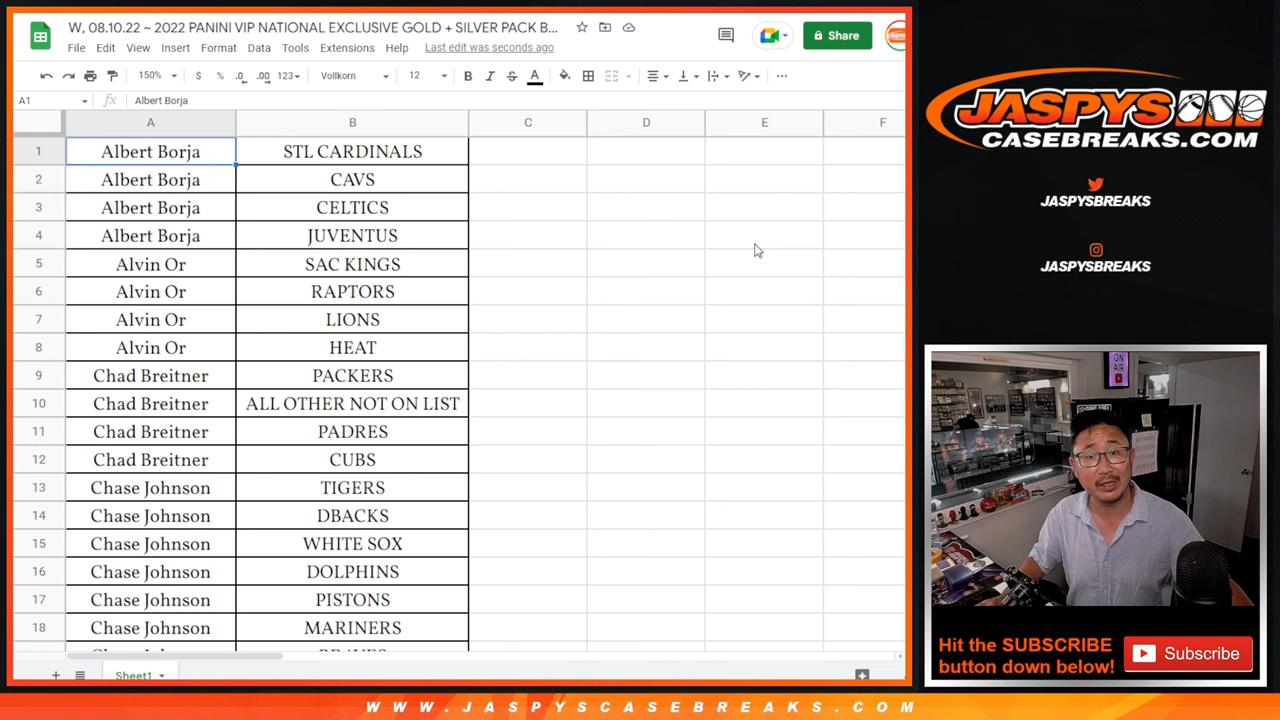 W, 08.10.22 ~ 2022 PANINI VIP NATIONAL EXCLUSIVE GOLD + SILVER PACK B...
File Edit View Insert Format Data Tools Extensions Help Last edit was seconds ago
Share
150% $ % .0 .00 123 Vollkorn 12 B I S A
A1 fx Albert Borja
A B C D E F
1 Albert Borja STL CARDINALS
2 Albert Borja CAVS
3 Albert Borja CELTICS
4 Albert Borja JUVENTUS
5 Alvin Or SAC KINGS
6 Alvin Or RAPTORS
7 Alvin Or LIONS
8 Alvin Or HEAT
9 Chad Breitner PACKERS
10 Chad Breitner ALL OTHER NOT ON LIST
11 Chad Breitner PADRES
12 Chad Breitner CUBS
13 Chase Johnson TIGERS
14 Chase Johnson DBACKS
15 Chase Johnson WHITE SOX
16 Chase Johnson DOLPHINS
17 Chase Johnson PISTONS
18 Chase Johnson MARINERS
Sheet1
JASPYS
CASEBREAKS.COM
JASPYSBREAKS
JASPYSBREAKS
ON
AIR
Hit the SUBSCRIBE
button down below!
Subscribe
WWW.JASPYSCASEBREAKS.COM